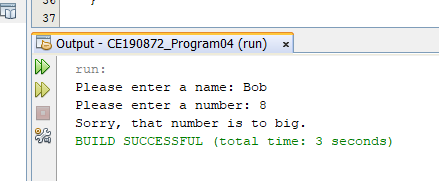 36 }
37
Output - CE190872_Program04 (run) ×
run:
Please enter a name: Bob
Please enter a number: 8
Sorry, that number is to big.
BUILD SUCCESSFUL (total time: 3 seconds)